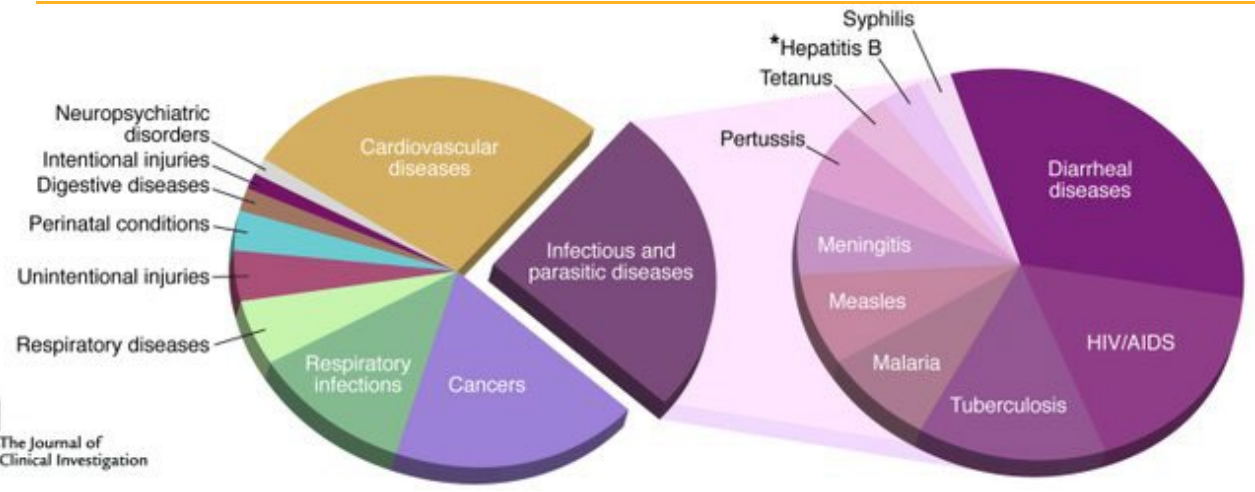 Neuropsychiatric
disorders
Intentional injuries
Digestive diseases
Perinatal conditions
Unintentional injuries
Respiratory diseases
Cardiovascular
diseases
Infectious and
parasitic diseases
Respiratory
infections
Cancers
Syphilis
*Hepatitis B
Tetanus
Pertussis
Meningitis
Measles
Malaria
Tuberculosis
HIV/AIDS
Diarrheal
diseases
The Journal of
Clinical Investigation